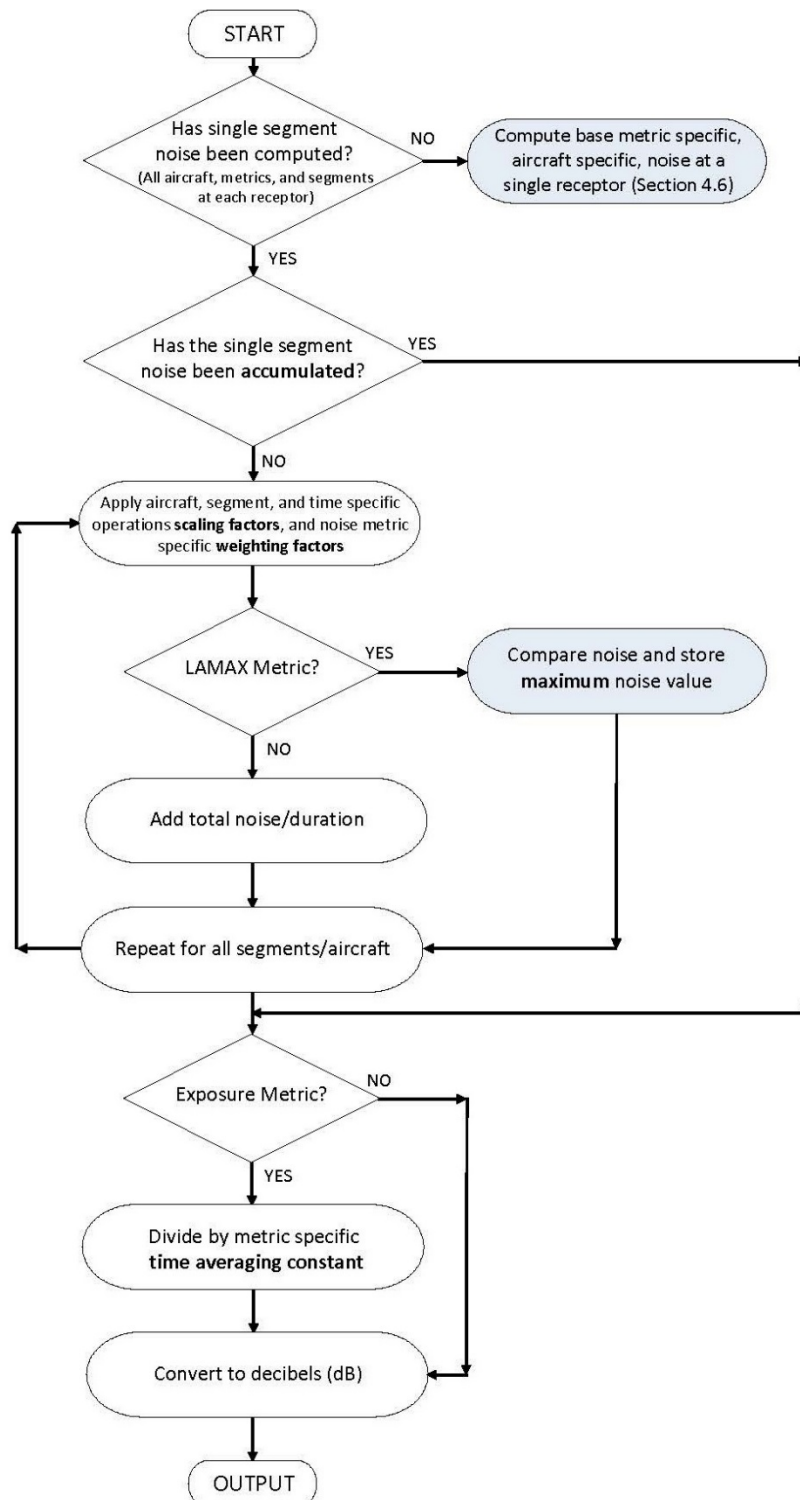 START
Has single segment
noise been computed?
(All aircraft, metrics, and segments
at each receptor)
NO
Compute base metric specific,
aircraft specific, noise at a
single receptor (Section 4.6)
YES
Has the single segment
noise been accumulated?
YES
NO
Apply aircraft, segment, and time specific
operations scaling factors, and noise metric
specific weighting factors
LAMAX Metric?
YES
Compare noise and store
maximum noise value
NO
Add total noise/duration
Repeat for all segments/aircraft
Exposure Metric?
NO
YES
Divide by metric specific
time averaging constant
Convert to decibels (dB)
OUTPUT